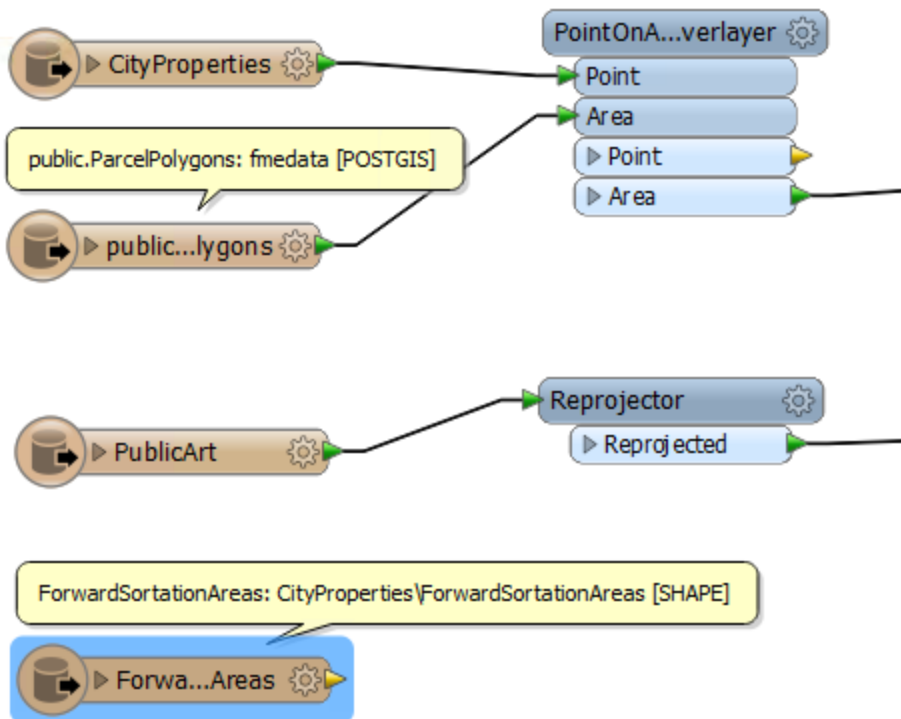 CityProperties
PointOnA...verlayer
Point
Area
Point
Area
public.ParcelPolygons: fmedata [POSTGIS]
public...lygons
PublicArt
Reprojector
Reprojected
ForwardSortationAreas: CityProperties\ForwardSortationAreas [SHAPE]
Forwa...Areas